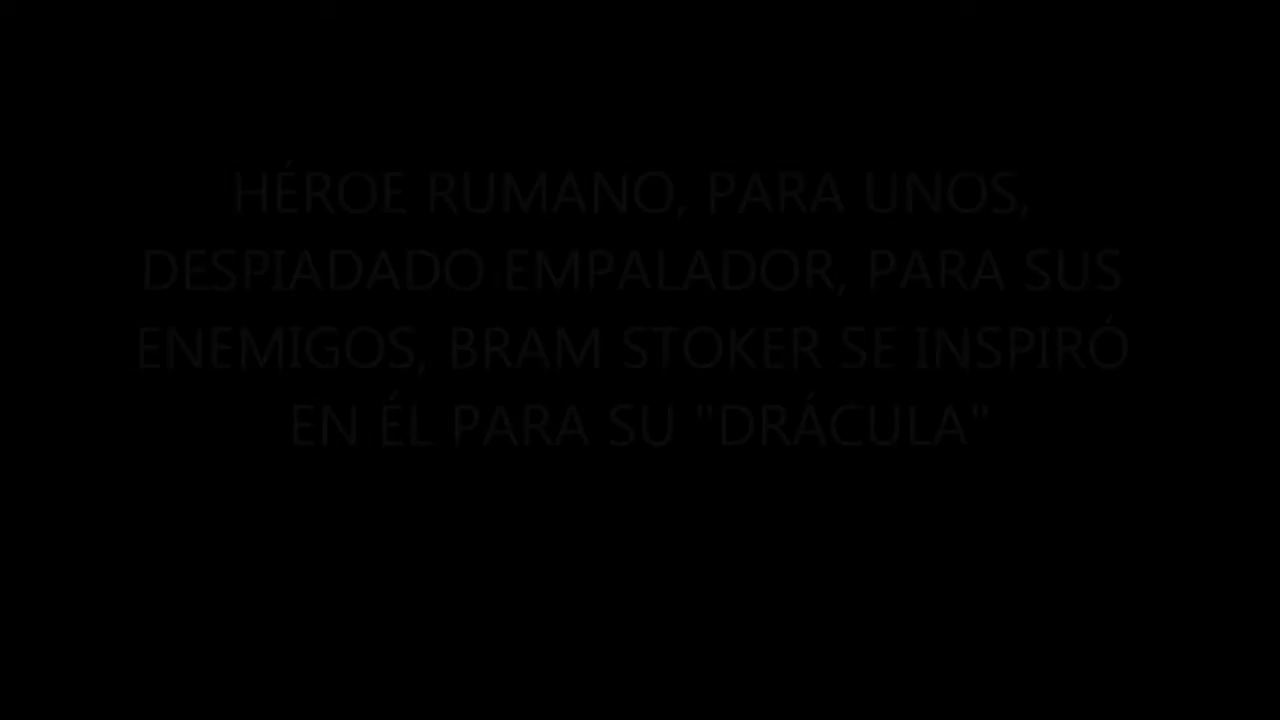 HÉROE RUMANO, PARA UNOS,
DESPIADADO EMPALADOR, PARA SUS
ENEMIGOS, BRAM STOKER SE INSPIRÓ
EN ÉL PARA SU "DRÁCULA"